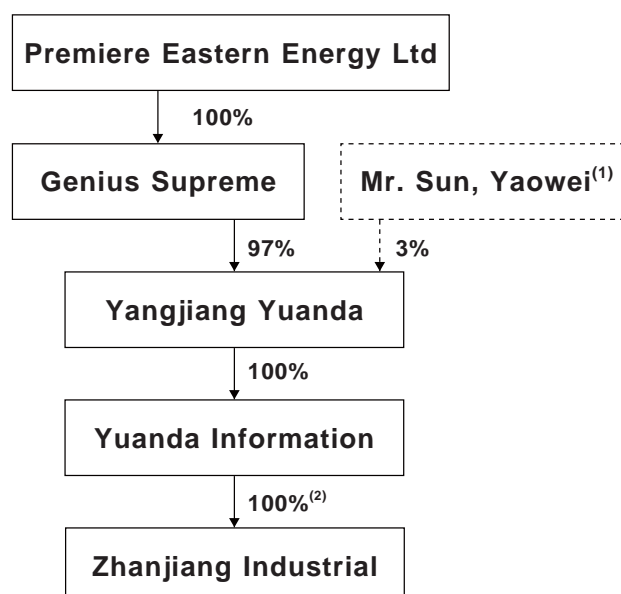 Premiere Eastern Energy Ltd
100%
Genius Supreme
Mr. Sun, Yaowei(1)
97%
3%
Yangjiang Yuanda
100%
Yuanda Information
100%(2)
Zhanjiang Industrial